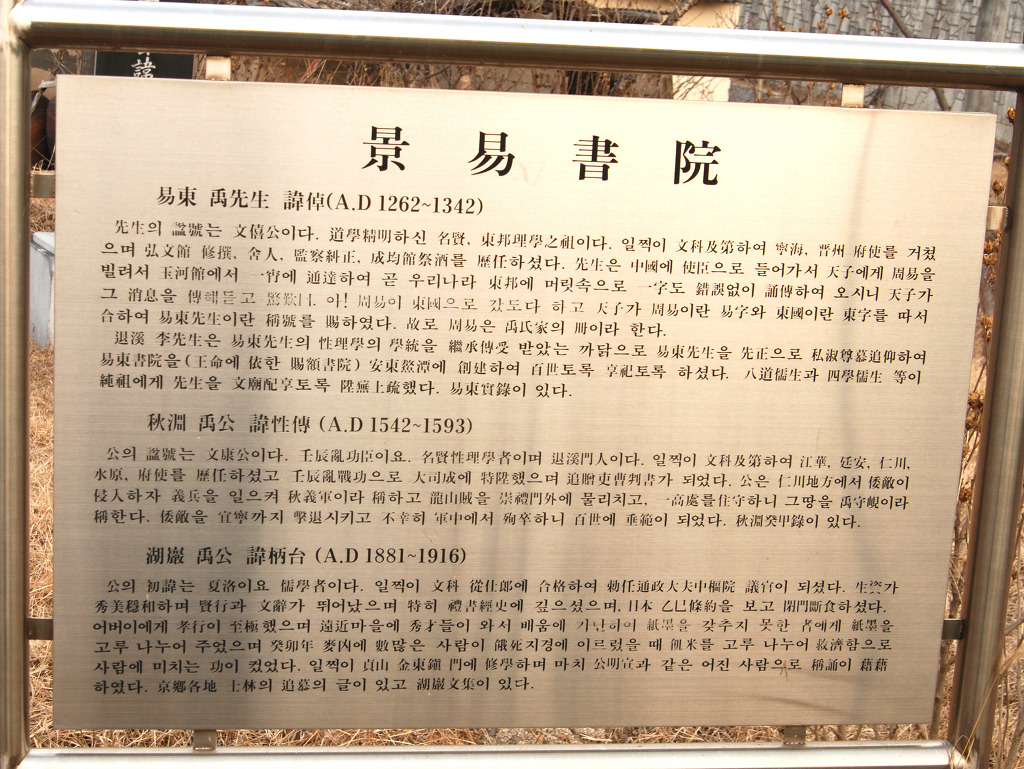 諱
景易書院
易東 禹先生 諱倬(A.D 1262~1342)
先生의 諡號는 文僖公이다. 道學精明하신 名賢, 東邦理學之祖이다. 일찍이 文科及第하여 寧海, 晋州 府使를 거쳤
으며 弘文館 修撰, 舍人, 監察糾正, 成均館祭酒를 歷任하셨다. 先生은 中國에 使臣으로 들어가서 天子에게 周易을
빌려서 玉河館에서 一宵에 通達하여 곧 우리나라 東邦에 머릿속으로 一字도 錯誤없이 誦傳하여 오시니 天子가
그 消息을 傳해듣고 驚歎曰 아! 周易이 東國으로 갔도다 하고 天子가 周易이란 易字와 東國이란 東字를 따서
合하여 易東先生이란 稱號를 賜하였다. 故로 周易은 禹氏家의 冊이라 한다.
退溪 李先生은 易東先生의 性理學의 學統을 繼承傳受 받았는 까닭으로 易東先生을 先正으로 私淑尊慕追仰하여
易東書院을(王命에 依한 賜額書院) 安東鰲潭에 創建하여 百世토록 享祀토록 하셨다. 八道儒生과 四學儒生 等이
純祖에게 先生을 文廟配享토록 陞廡上疏했다. 易東實錄이 있다.
秋淵 禹公 諱性傳 (A.D 1542~1593)
公의 諡號는 文康公이다. 壬辰亂功臣이요. 名賢性理學者이며 退溪門人이다. 일찍이 文科及第하여 江華, 廷安, 仁川,
水原, 府使를 歷任하셨고 壬辰亂戰功으로 大司成에 特陞했으며 追贈吏曹判書가 되었다. 公은 仁川地方에서 倭敵이
侵人하자 義兵을 일으켜 秋義軍이라 稱하고 龍山賊을 崇禮門外에 물리치고, 一高處를住守하니 그땅을 禹守峴이라
稱한다. 倭敵을 宜寧까지 擊退시키고 不幸히 軍中에서 殉卒하니 百世에 垂範이 되었다. 秋淵癸甲錄이 있다.
湖巖 禹公 諱柄台 (A.D 1881~1916)
公의 初諱는 夏洛이요 儒學者이다. 일찍이 文科 從仕郎에 合格하여 勅任通政大夫中樞院 議官이 되셨다. 生姿가
秀美穩和하며 賢行과 文辭가 뛰어났으며 特히 禮書經史에 깊으셨으며, 日本 乙巳條約을 보고 閉門斷食하셨다.
어버이에게 孝行이 至極했으며 遠近마을에 秀才들이 와서 배움에 가난하여 紙墨을 갖추지 못한 者에게 紙墨을
고루 나누어 주었으며 癸卯年 麥凶에 數많은 사람이 餓死지경에 이르렀을 때 餉米를 고루 나누어 救濟함으로
사람에 미치는 功이 컸었다. 일찍이 貞山 金東鎭 門에 修學하며 마치 公明宣과 같은 어진 사람으로 稱誦이 藉藉
하였다. 京鄕各地 士林의 追慕의 글이 있고 湖巖文集이 있다.